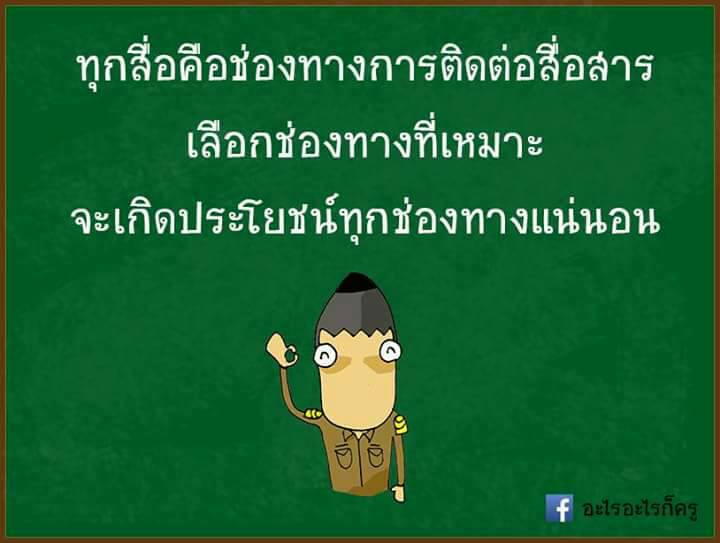 ทุกสื่อคือช่องทางการติดต่อสื่อสาร
เลือกช่องทางที่เหมาะ
จะเกิดประโยชน์ทุกช่องทางแน่นอน
f อะไรอะไรก็ครู